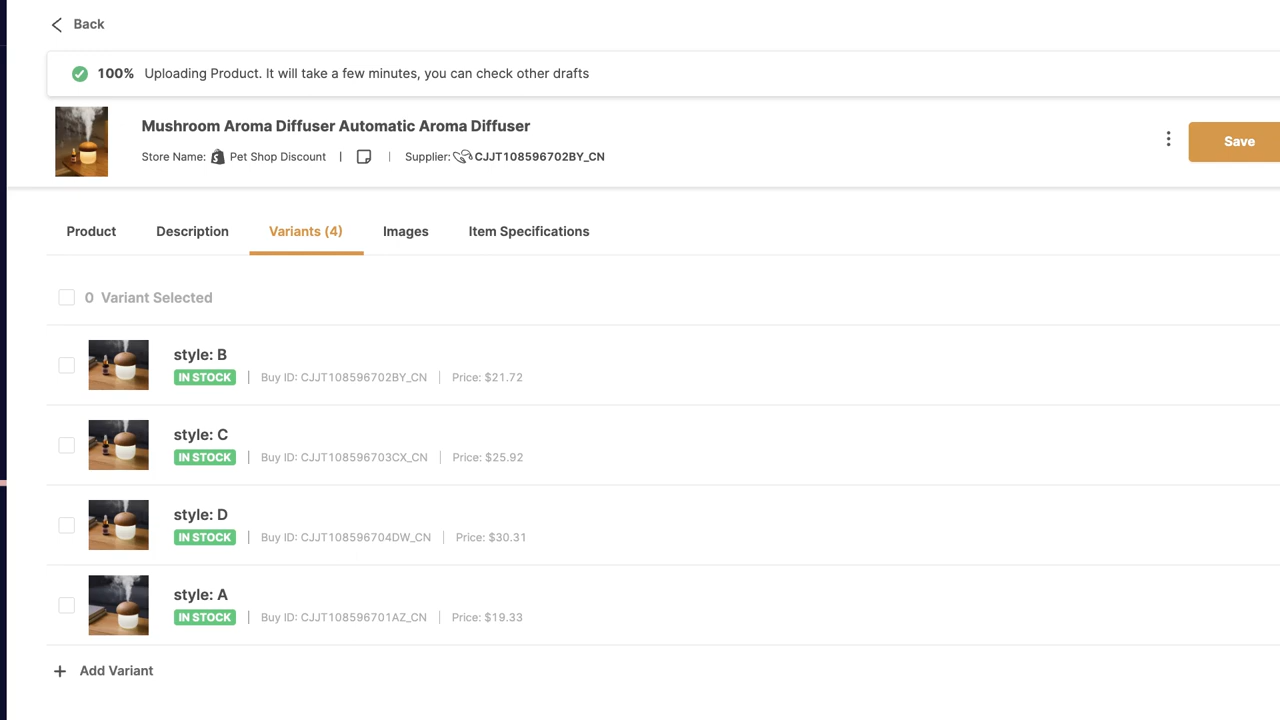 Back
100% Uploading Product. It will take a few minutes, you can check other drafts
Mushroom Aroma Diffuser Automatic Aroma Diffuser
Store Name: Pet Shop Discount | | Supplier: CJJT108596702BY_CN
Save
Product Description Variants (4) Images Item Specifications
0 Variant Selected
style: B
IN STOCK | Buy ID: CJJT108596702BY_CN | Price: $21.72
style: C
IN STOCK | Buy ID: CJJT108596703CX_CN | Price: $25.92
style: D
IN STOCK | Buy ID: CJJT108596704DW_CN | Price: $30.31
style: A
IN STOCK | Buy ID: CJJT108596701AZ_CN | Price: $19.33
+ Add Variant